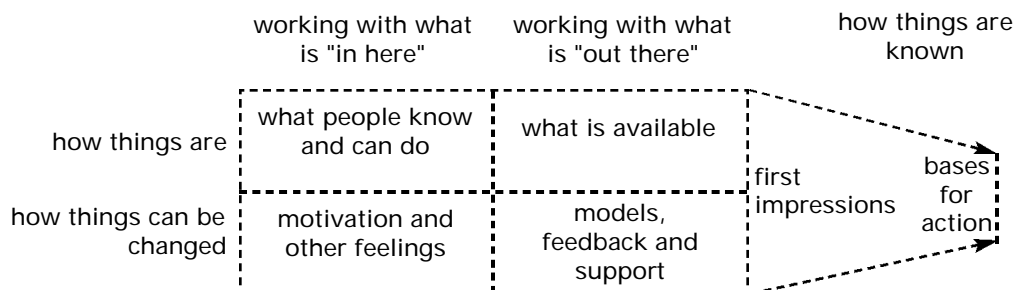 working with what
is "in here"
working with what
is "out there"
how things are
known
how things are
what people know
and can do
what is available
first
impressions
bases
for
action
how things can be
changed
motivation and
other feelings
models,
feedback and
support